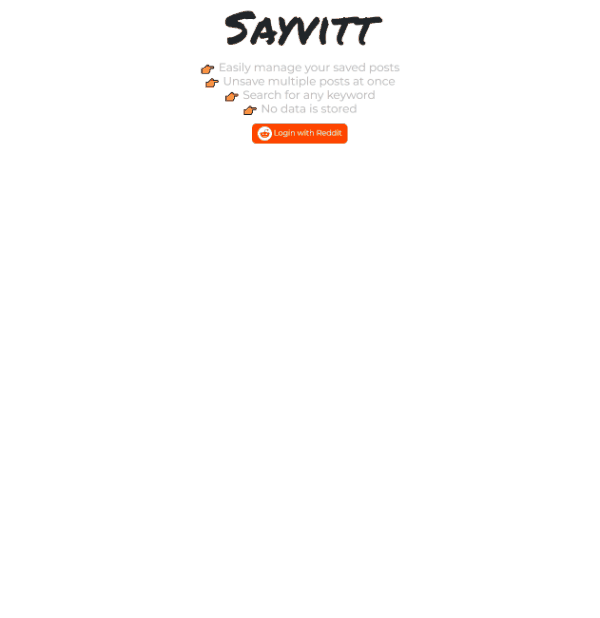 Sayvitt
Easily manage your saved posts
Unsave multiple posts at once
Search for any keyword
No data is stored
Login with Reddit